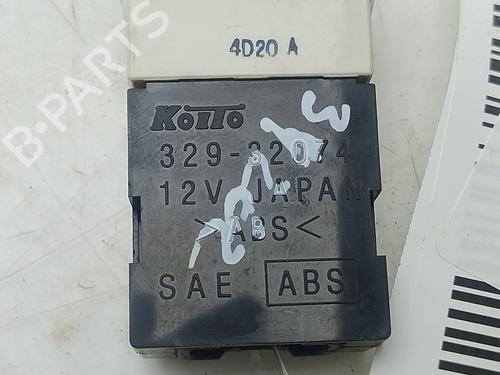 B-PARTS
4D20 A
KOITO
329-32074
12V JAPAN
>ABS<
SAE ABS